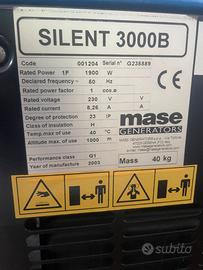 SILENT 3000B
Code 001204 Serial n° G238889
Rated Power 1F 1900 W
Declared frequency 50 Hz
Rated power factor 1 cos.ø
Rated voltage 230 V V
Rated current 8,26 A A
Degree of protection 23 IP
Class of insulation H
Temp.max of use 40 °C
Altitude max of use 1000 m
Performance class G1
Year of manufacture 2003
mase
GENERATORS
Mass 40 kg
subito